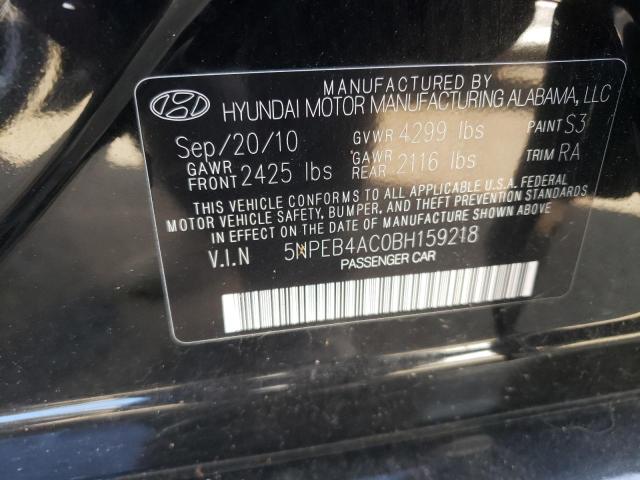 MANUFACTURED BY
HYUNDAI MOTOR MANUFACTURING ALABAMA, LLC
Sep/20/10 GVWR 4299 lbs PAINT S3
GAWR FRONT 2425 lbs GAWR REAR 2116 lbs TRIM RA
THIS VEHICLE CONFORMS TO ALL APPLICABLE U.S.A. FEDERAL
MOTOR VEHICLE SAFETY, BUMPER, AND THEFT PREVENTION STANDARDS
IN EFFECT ON THE DATE OF MANUFACTURE SHOWN ABOVE.
V.I.N 5NPEB4AC0BH159218
PASSENGER CAR